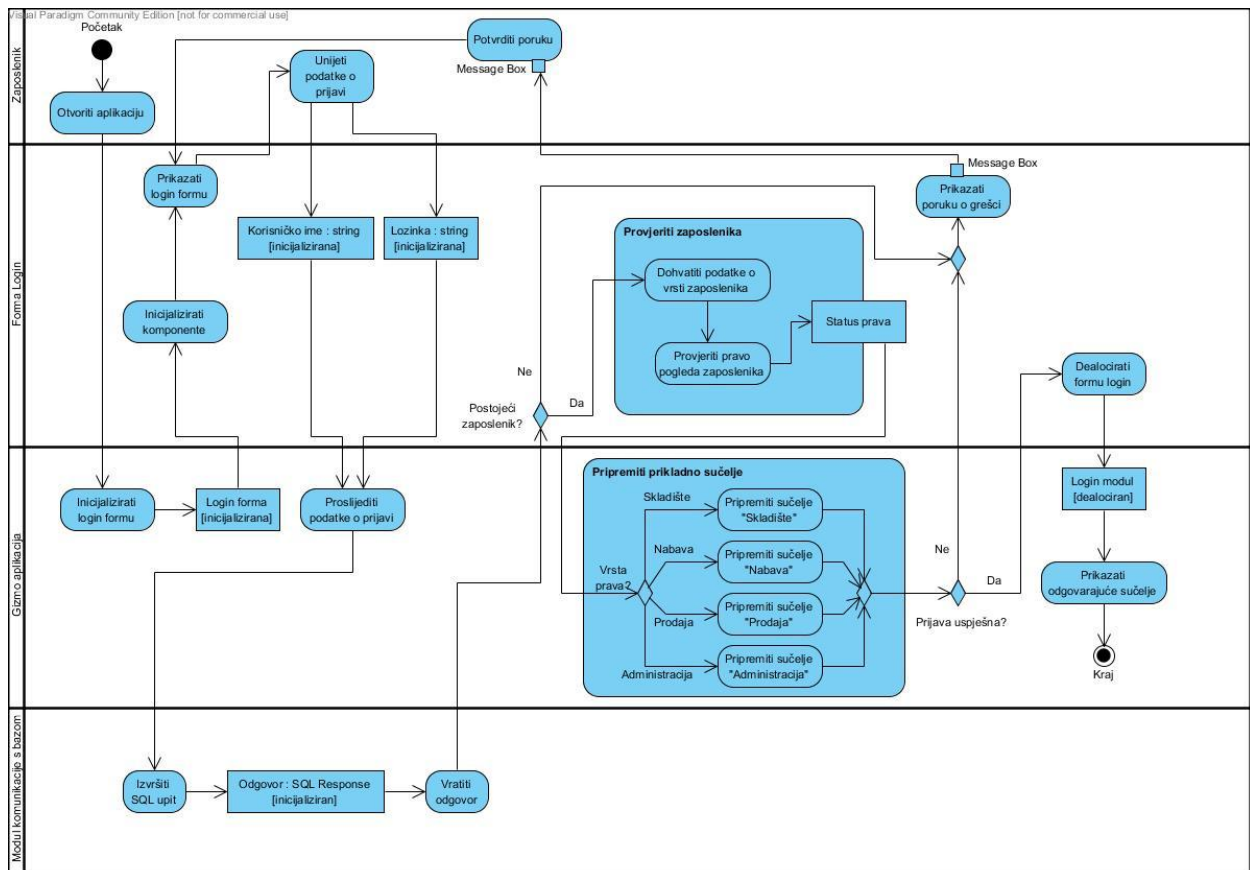 Visual Paradigm Community Edition [not for commercial use]
Zaposlenik
Početak
Otvoriti aplikaciju
Unijeti
podatke o
prijavi
Potvrditi poruku
Message Box
Forma Login
Prikazati
login formu
Korisničko ime : string
[inicijalizirana]
Lozinka : string
[inicijalizirana]
Inicijalizirati
komponente
Ne
Postojeći
zaposlenik?
Da
Provjeriti zaposlenika
Dohvatiti podatke o
vrsti zaposlenika
Provjeriti pravo
pogleda zaposlenika
Status prava
Message Box
Prikazati
poruku o grešci
Dealocirati
formu login
Gizmo aplikacija
Inicijalizirati
login formu
Login forma
[inicijalizirana]
Proslijediti
podatke o prijavi
Pripremiti prikladno sučelje
Vrsta
prava?
Skladište
Pripremiti sučelje
"Skladište"
Nabava
Pripremiti sučelje
"Nabava"
Prodaja
Pripremiti sučelje
"Prodaja"
Administracija
Pripremiti sučelje
"Administracija"
Ne
Da
Prijava uspješna?
Login modul
[dealociran]
Prikazati
odgovarajuće sučelje
Kraj
Modul komunikacije s bazom
Izvršiti
SQL upit
Odgovor : SQL Response
[inicijaliziran]
Vratiti
odgovor